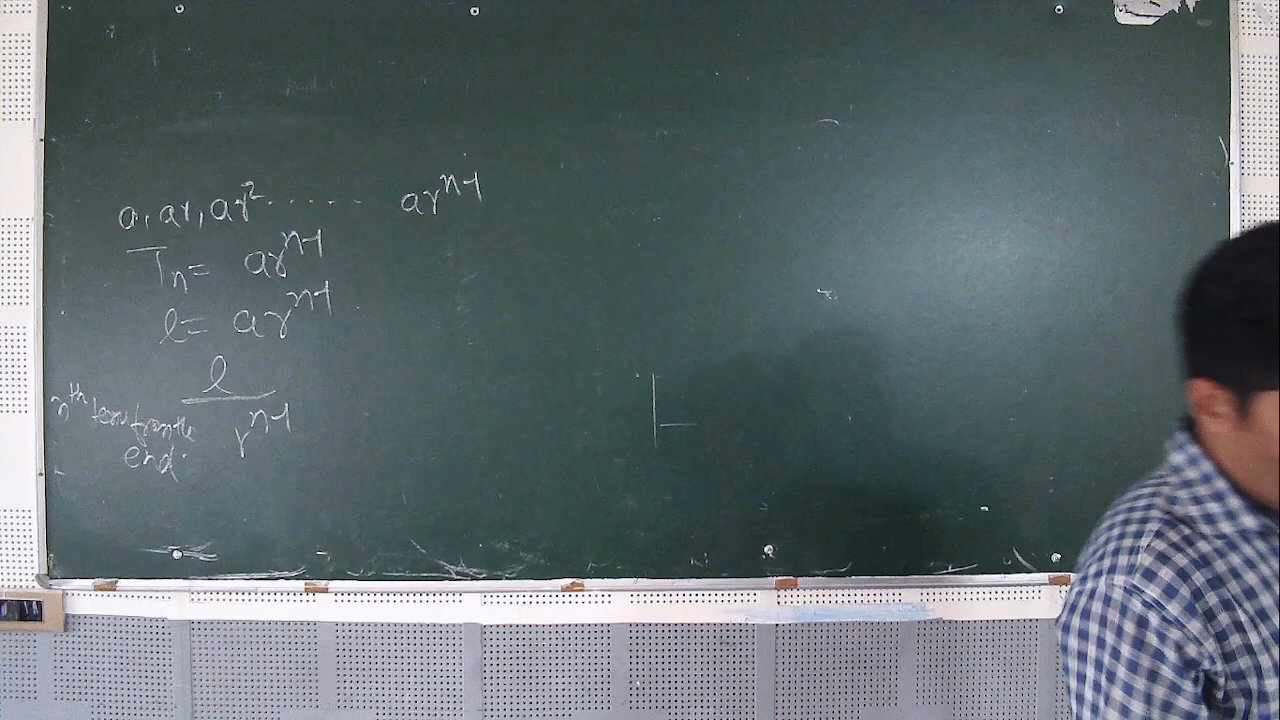 a, ar, ar² ...... arⁿ⁻¹
Tₙ = arⁿ⁻¹
l = arⁿ⁻¹
l
nᵗʰ term from the rⁿ⁻¹
end.